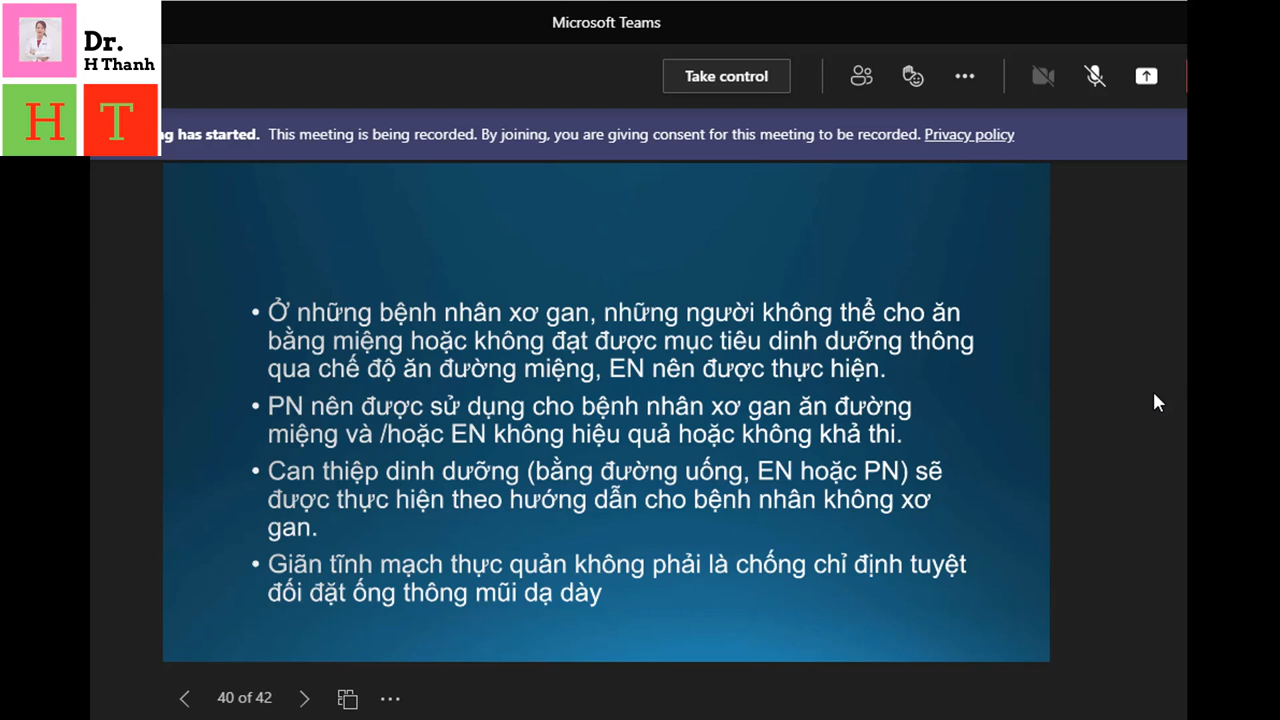 Microsoft Teams
Dr.
H Thanh
H T
Take control
ng has started. This meeting is being recorded. By joining, you are giving consent for this meeting to be recorded. Privacy policy
• Ở những bệnh nhân xơ gan, những người không thể cho ăn
bằng miệng hoặc không đạt được mục tiêu dinh dưỡng thông
qua chế độ ăn đường miệng, EN nên được thực hiện.
• PN nên được sử dụng cho bệnh nhân xơ gan ăn đường
miệng và /hoặc EN không hiệu quả hoặc không khả thi.
• Can thiệp dinh dưỡng (bằng đường uống, EN hoặc PN) sẽ
được thực hiện theo hướng dẫn cho bệnh nhân không xơ
gan.
• Giãn tĩnh mạch thực quản không phải là chống chỉ định tuyệt
đối đặt ống thông mũi dạ dày
40 of 42